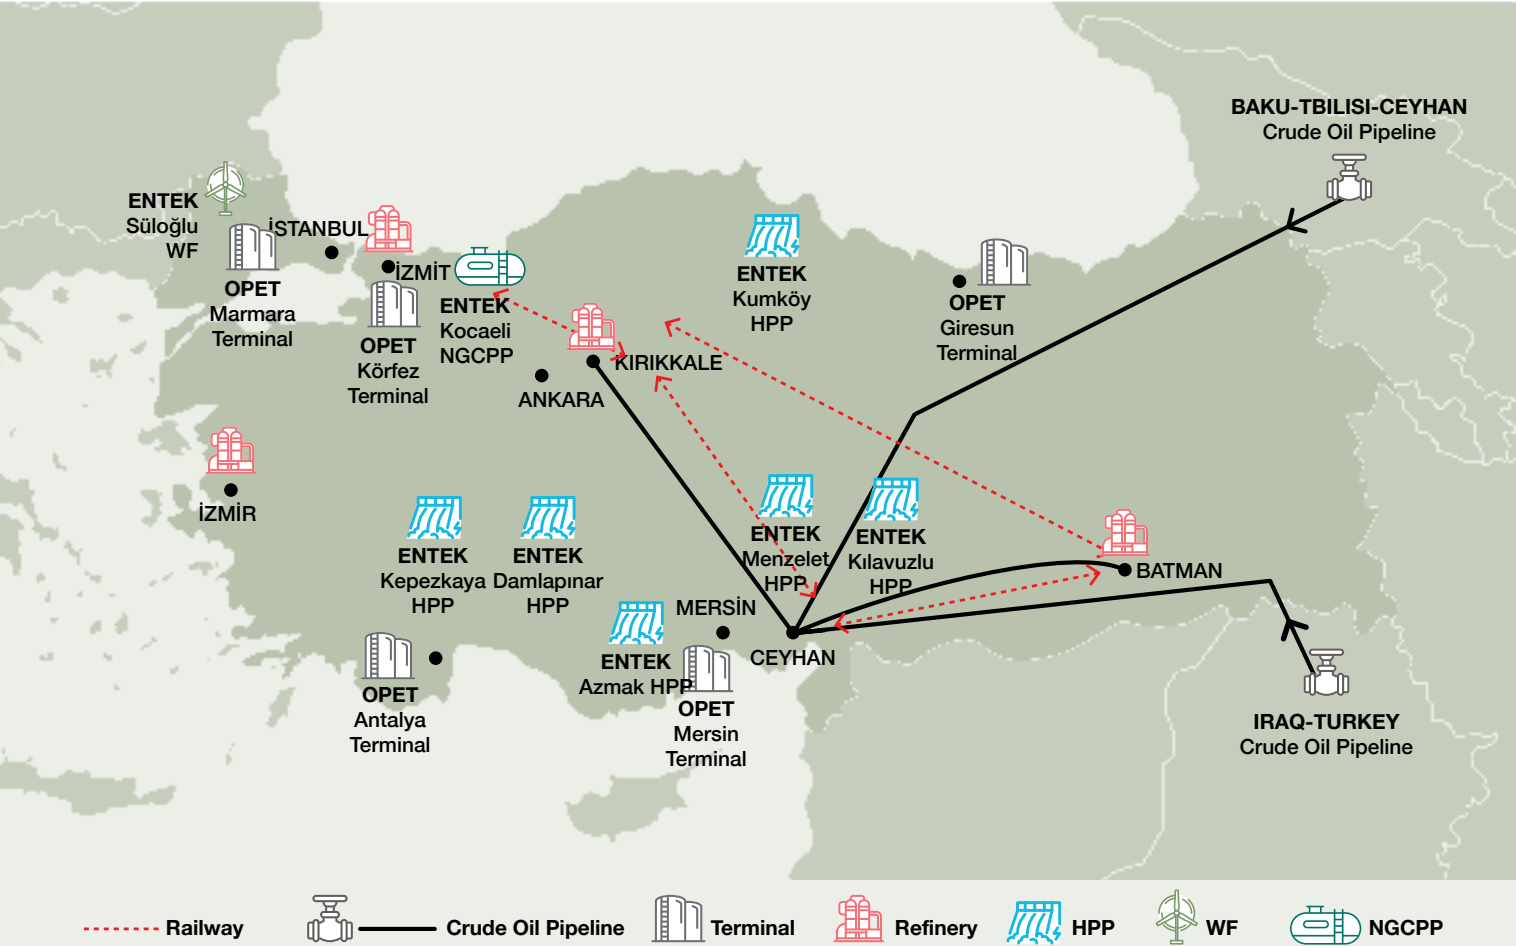 BAKU-TBILISI-CEYHAN
Crude Oil Pipeline
ENTEK
Süloğlu
WF
İSTANBUL
OPET
Marmara
Terminal
İZMİT
OPET
Körfez
Terminal
ENTEK
Kocaeli
NGCPP
KIRIKKALE
ANKARA
ENTEK
Kumköy
HPP
OPET
Giresun
Terminal
İZMİR
ENTEK
Kepezkaya
HPP
ENTEK
Damlapınar
HPP
ENTEK
Menzelet
HPP
ENTEK
Kılavuzlu
HPP
BATMAN
MERSİN
CEYHAN
ENTEK
Azmak HPP
OPET
Antalya
Terminal
OPET
Mersin
Terminal
IRAQ-TURKEY
Crude Oil Pipeline
Railway
Crude Oil Pipeline
Terminal
Refinery
HPP
WF
NGCPP